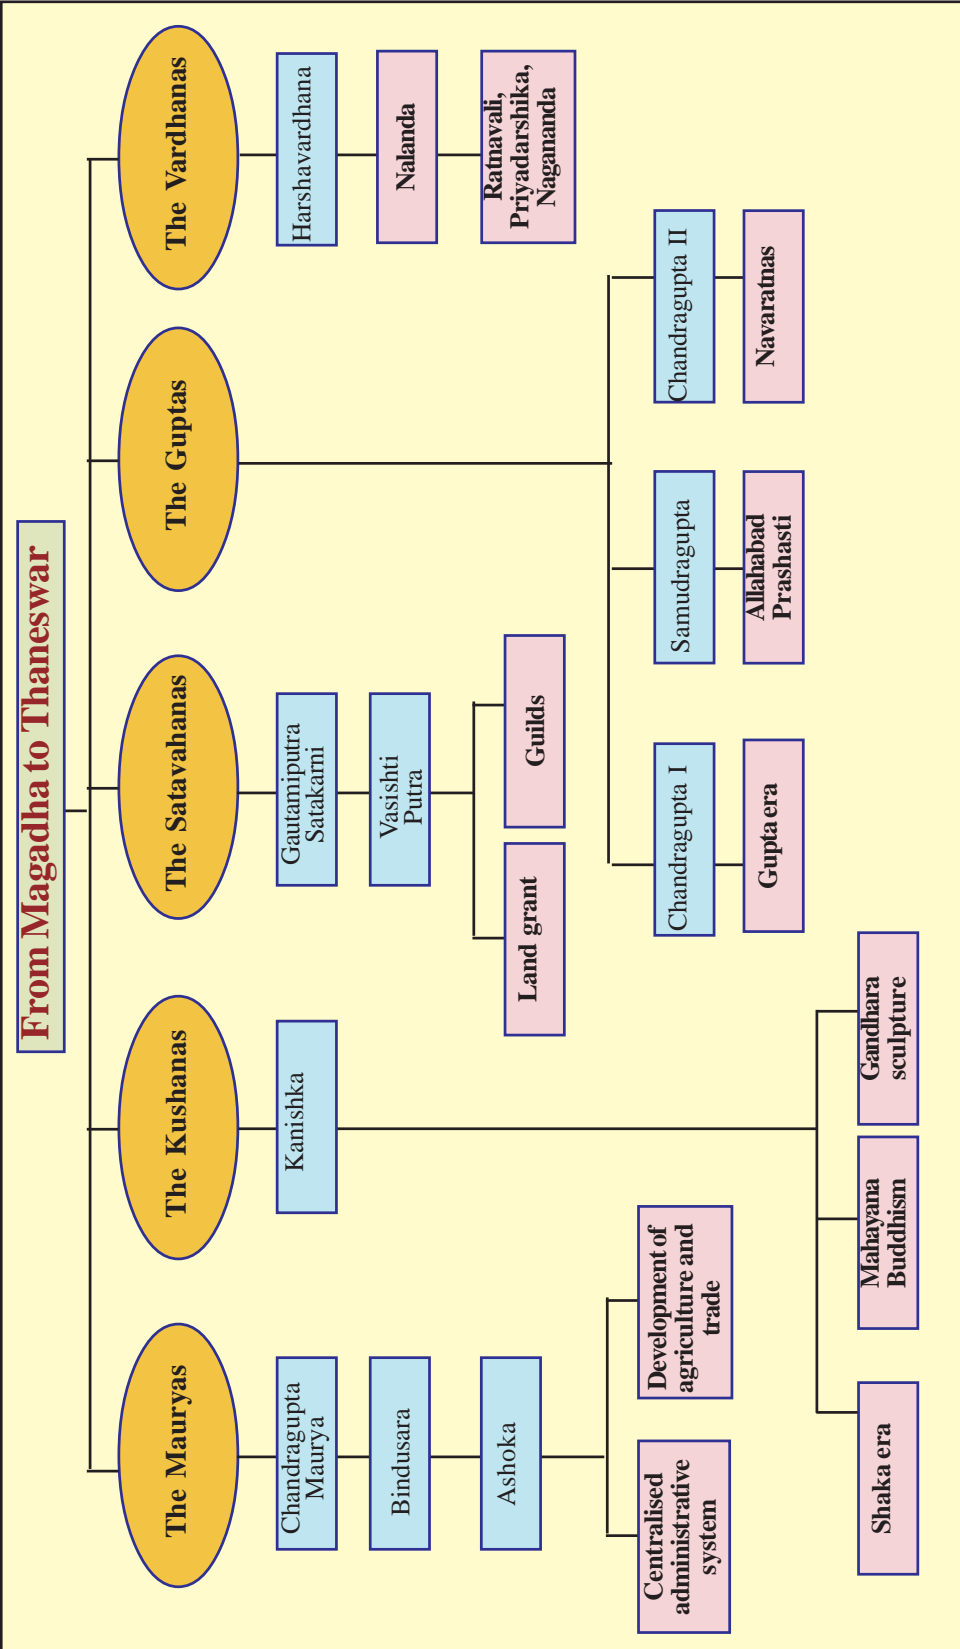 From Magadha to Thaneswar
The Mauryas
The Kushanas
The Satavahanas
The Guptas
The Vardhanas
Chandragupta
Maurya
Bindusara
Ashoka
Centralised
administrative
system
Development of
agriculture and
trade
Kanishka
Shaka era
Mahayana
Buddhism
Gandhara
sculpture
Gautamiputra
Satakarni
Vasishti
Putra
Land grant
Guilds
Chandragupta I
Gupta era
Samudragupta
Allahabad
Prashasti
Chandragupta II
Navaratnas
Harshavardhana
Nalanda
Ratnavali,
Priyadarshika,
Nagananda